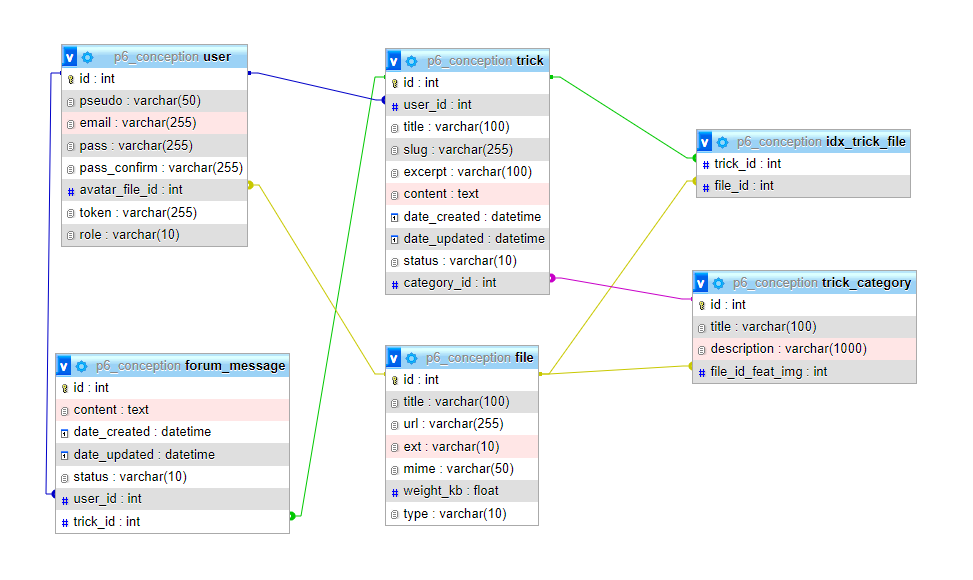 v p6_conception user
id : int
pseudo : varchar(50)
email : varchar(255)
pass : varchar(255)
pass_confirm : varchar(255)
# avatar_file_id : int
token : varchar(255)
role : varchar(10)
v p6_conception trick
id : int
# user_id : int
title : varchar(100)
slug : varchar(255)
excerpt : varchar(100)
content : text
date_created : datetime
date_updated : datetime
status : varchar(10)
# category_id : int
v p6_conception idx_trick_file
# trick_id : int
# file_id : int
v p6_conception trick_category
id : int
title : varchar(100)
description : varchar(1000)
# file_id_feat_img : int
v p6_conception forum_message
id : int
content : text
date_created : datetime
date_updated : datetime
status : varchar(10)
# user_id : int
# trick_id : int
v p6_conception file
id : int
title : varchar(100)
url : varchar(255)
ext : varchar(10)
mime : varchar(50)
# weight_kb : float
type : varchar(10)